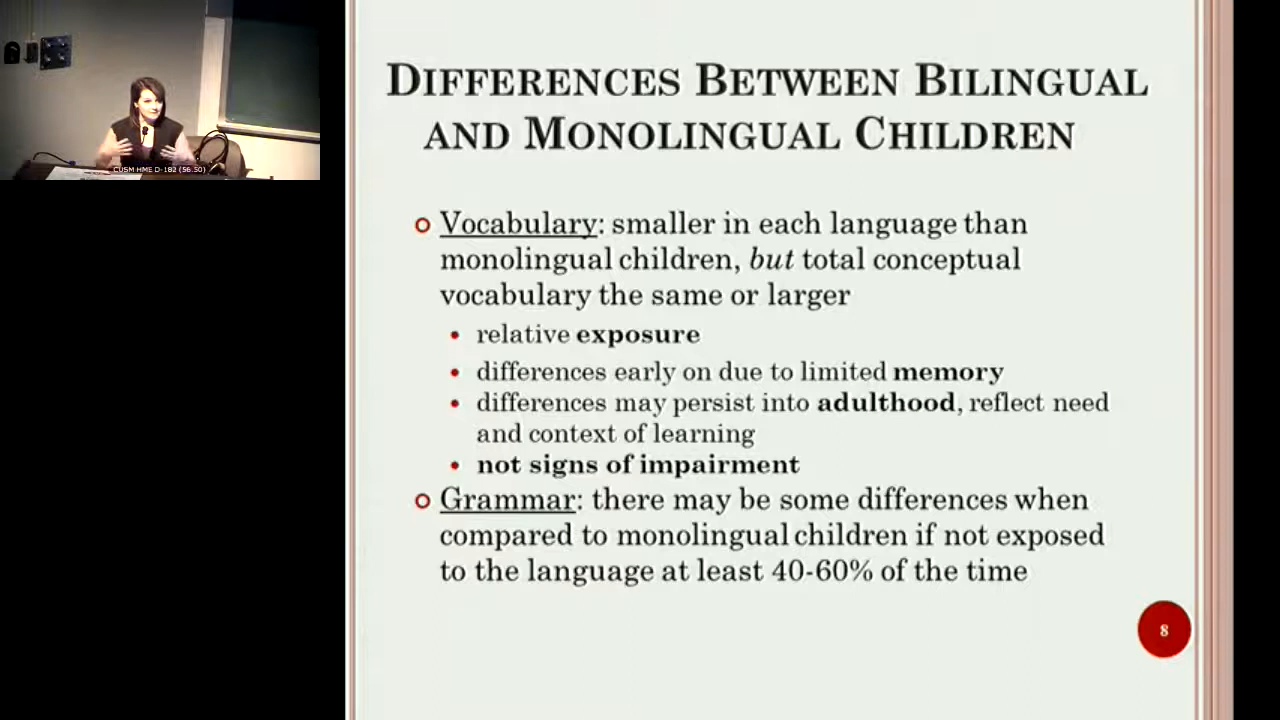 DIFFERENCES BETWEEN BILINGUAL
AND MONOLINGUAL CHILDREN
Vocabulary: smaller in each language than
monolingual children, but total conceptual
vocabulary the same or larger
relative exposure
differences early on due to limited memory
differences may persist into adulthood, reflect need
and context of learning
not signs of impairment
Grammar: there may be some differences when
compared to monolingual children if not exposed
to the language at least 40-60% of the time
8
CUSM HME D-182 (56.50)